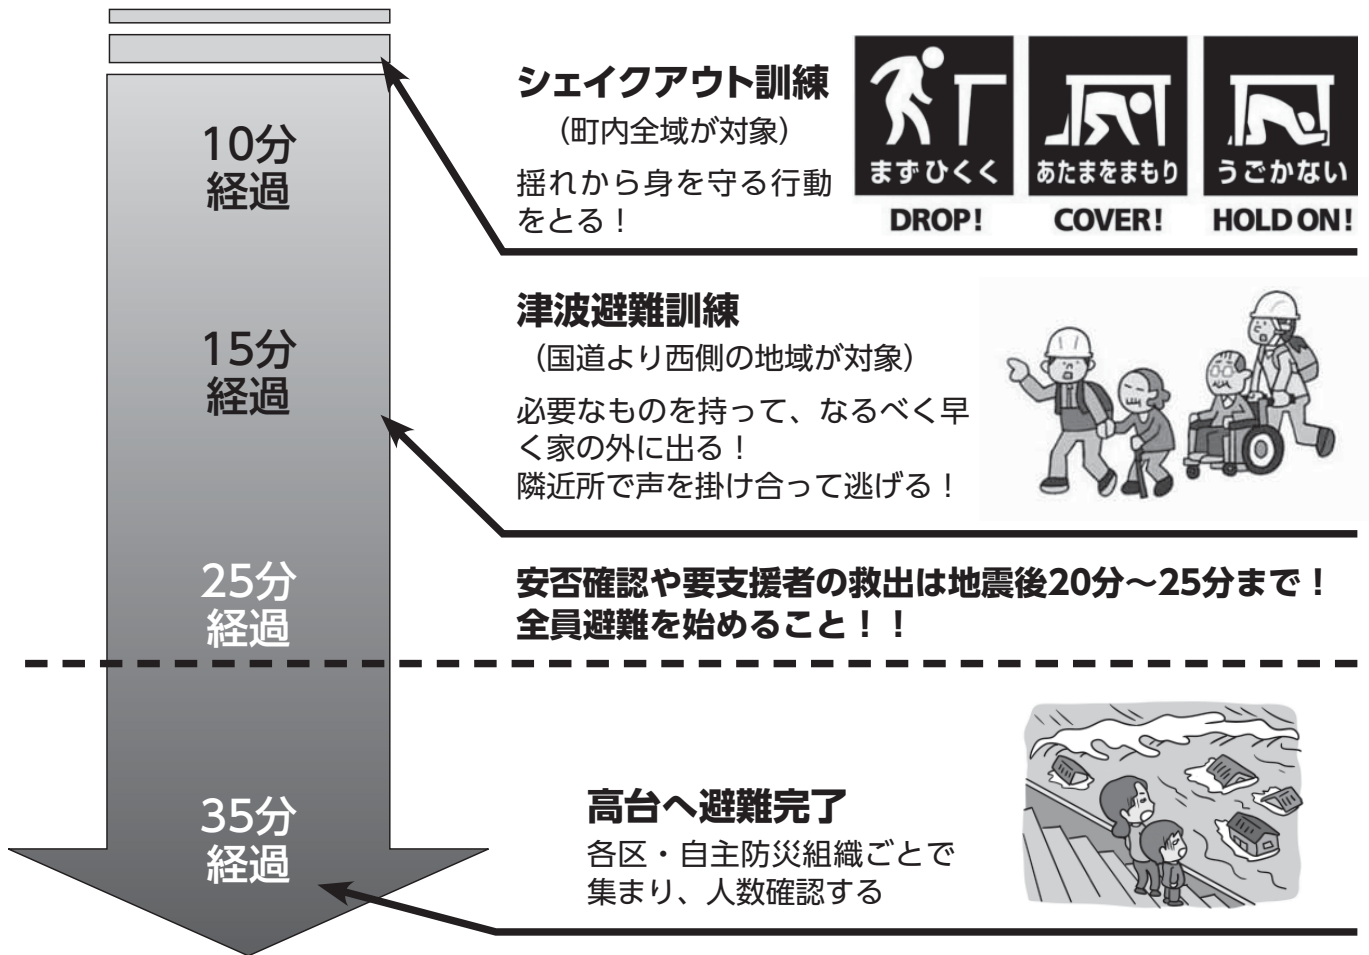 シェイクアウト訓練
（町内全域が対象）
揺れから身を守る行動
をとる！
まずひくく
あたまをまもり
うごかない
DROP!
COVER!
HOLD ON!
10分
経過
津波避難訓練
（国道より西側の地域が対象）
必要なものを持って、なるべく早
く家の外に出る！
隣近所で声を掛け合って逃げる！
15分
経過
安否確認や要支援者の救出は地震後20分～25分まで！
全員避難を始めること！！
25分
経過
高台へ避難完了
各区・自主防災組織ごとで
集まり、人数確認する
35分
経過